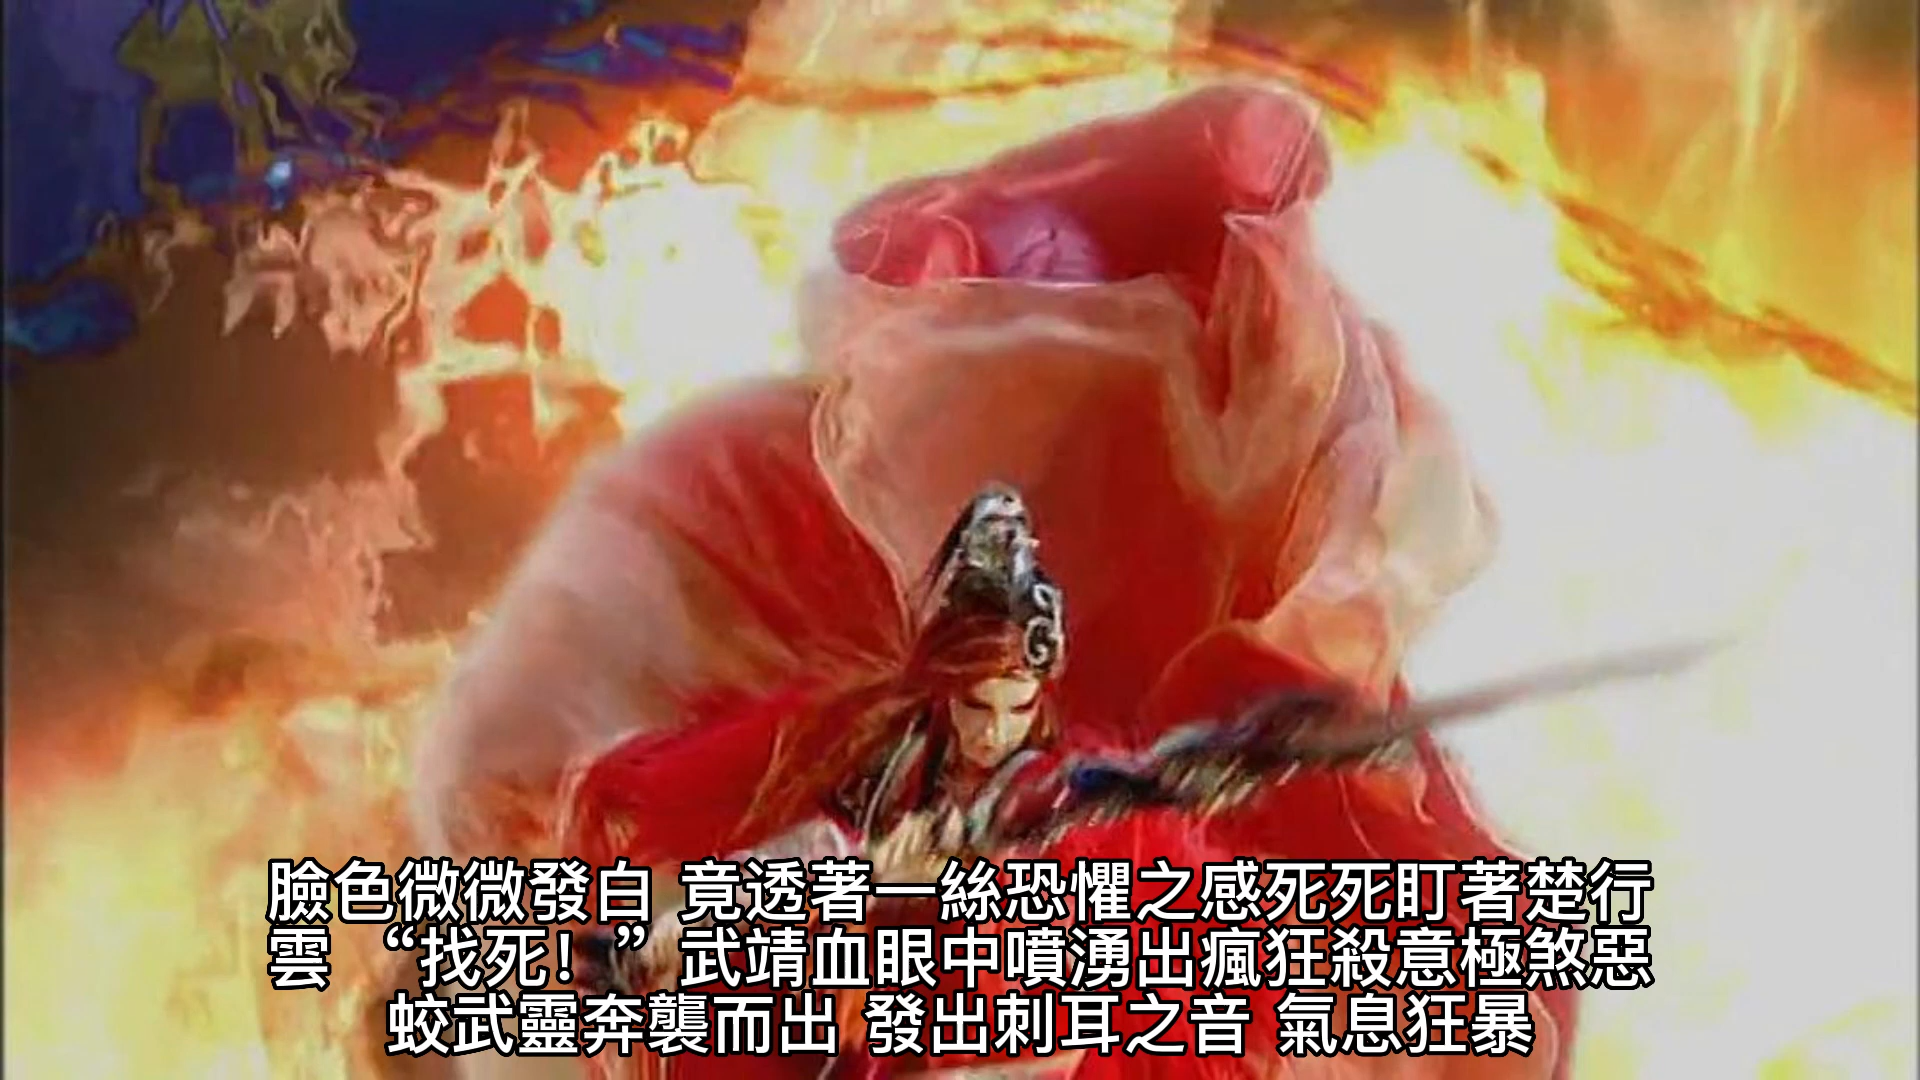 臉色微微發白 竟透著一絲恐懼之感死死盯著楚行
雲 “找死！”武靖血眼中噴湧出瘋狂殺意極煞惡
蛟武靈奔襲而出 發出刺耳之音 氣息狂暴